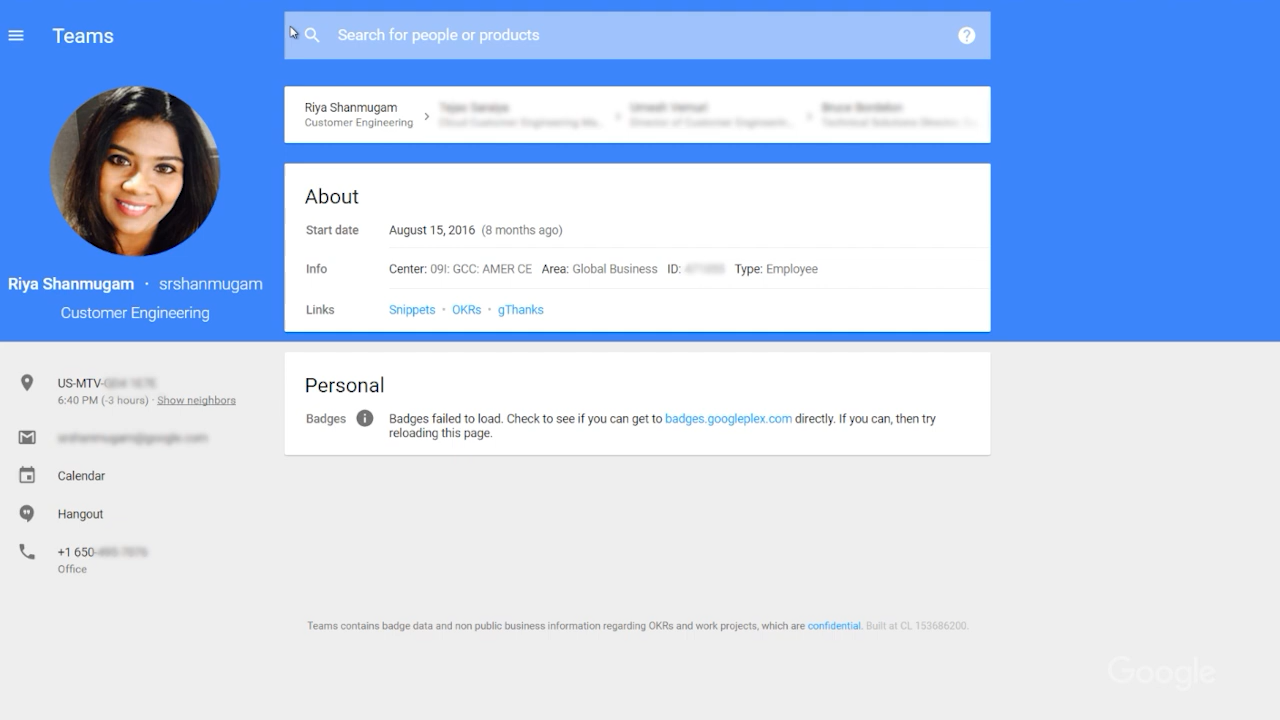 Teams
Search for people or products
Riya Shanmugam
Customer Engineering
Riya Shanmugam · srshanmugam
Customer Engineering
About
Start date August 15, 2016 (8 months ago)
Info Center: 09I: GCC: AMER CE Area: Global Business ID: Type: Employee
Links Snippets · OKRs · gThanks
US-MTV-
6:40 PM (-3 hours) · Show neighbors
Calendar
Hangout
+1 650-
Office
Personal
Badges Badges failed to load. Check to see if you can get to badges.googleplex.com directly. If you can, then try
reloading this page.
Teams contains badge data and non public business information regarding OKRs and work projects, which are confidential. Built at CL 153686200.
Google